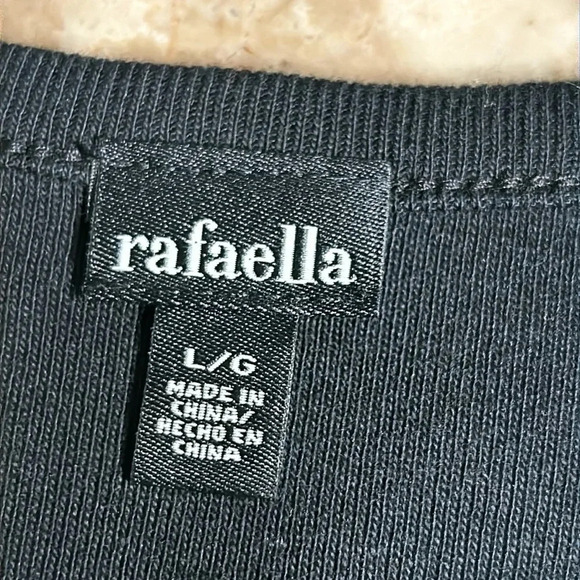 rafaella
L/G
MADE IN
CHINA/
HECHO EN
CHINA